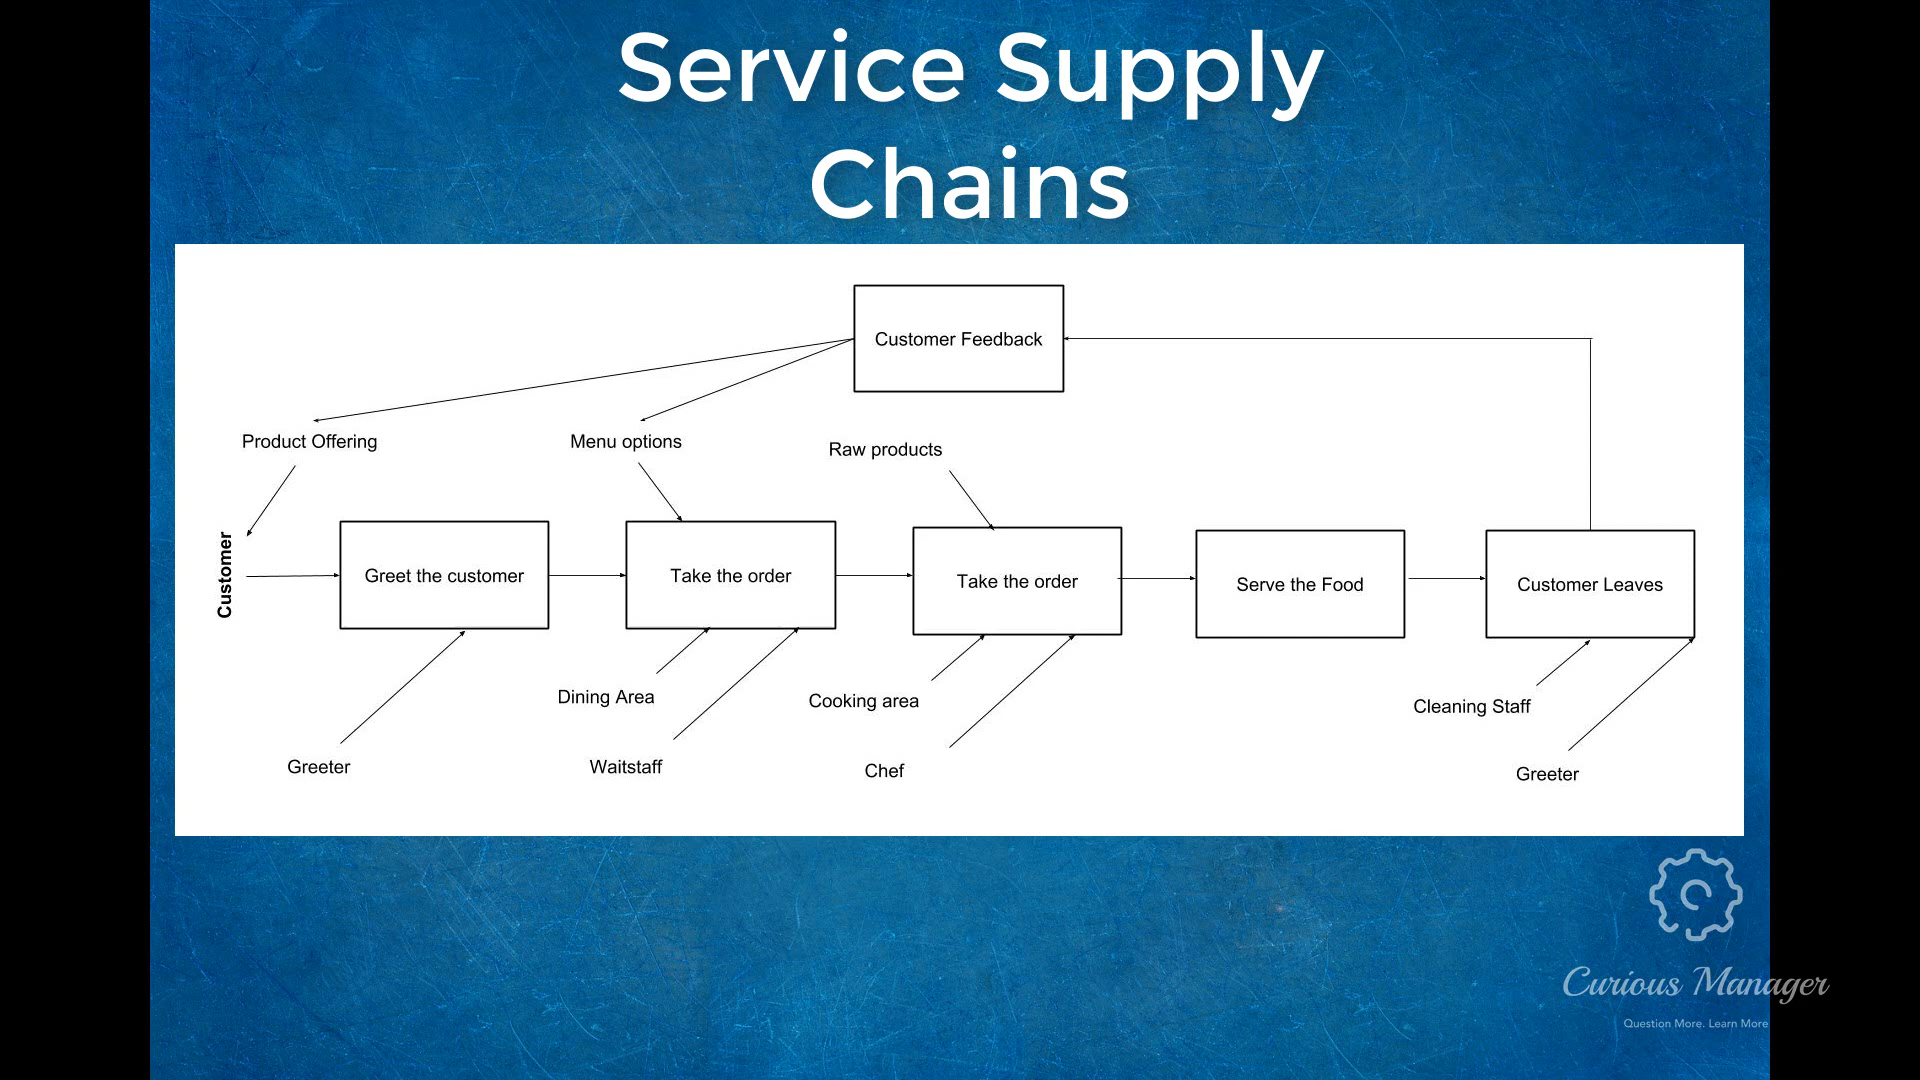 Service Supply
Chains
Customer Feedback
Product Offering
Menu options
Raw products
Customer
Greet the customer
Take the order
Take the order
Serve the Food
Customer Leaves
Dining Area
Cooking area
Cleaning Staff
Greeter
Waitstaff
Chef
Greeter
Curious Manager
Question More. Learn More